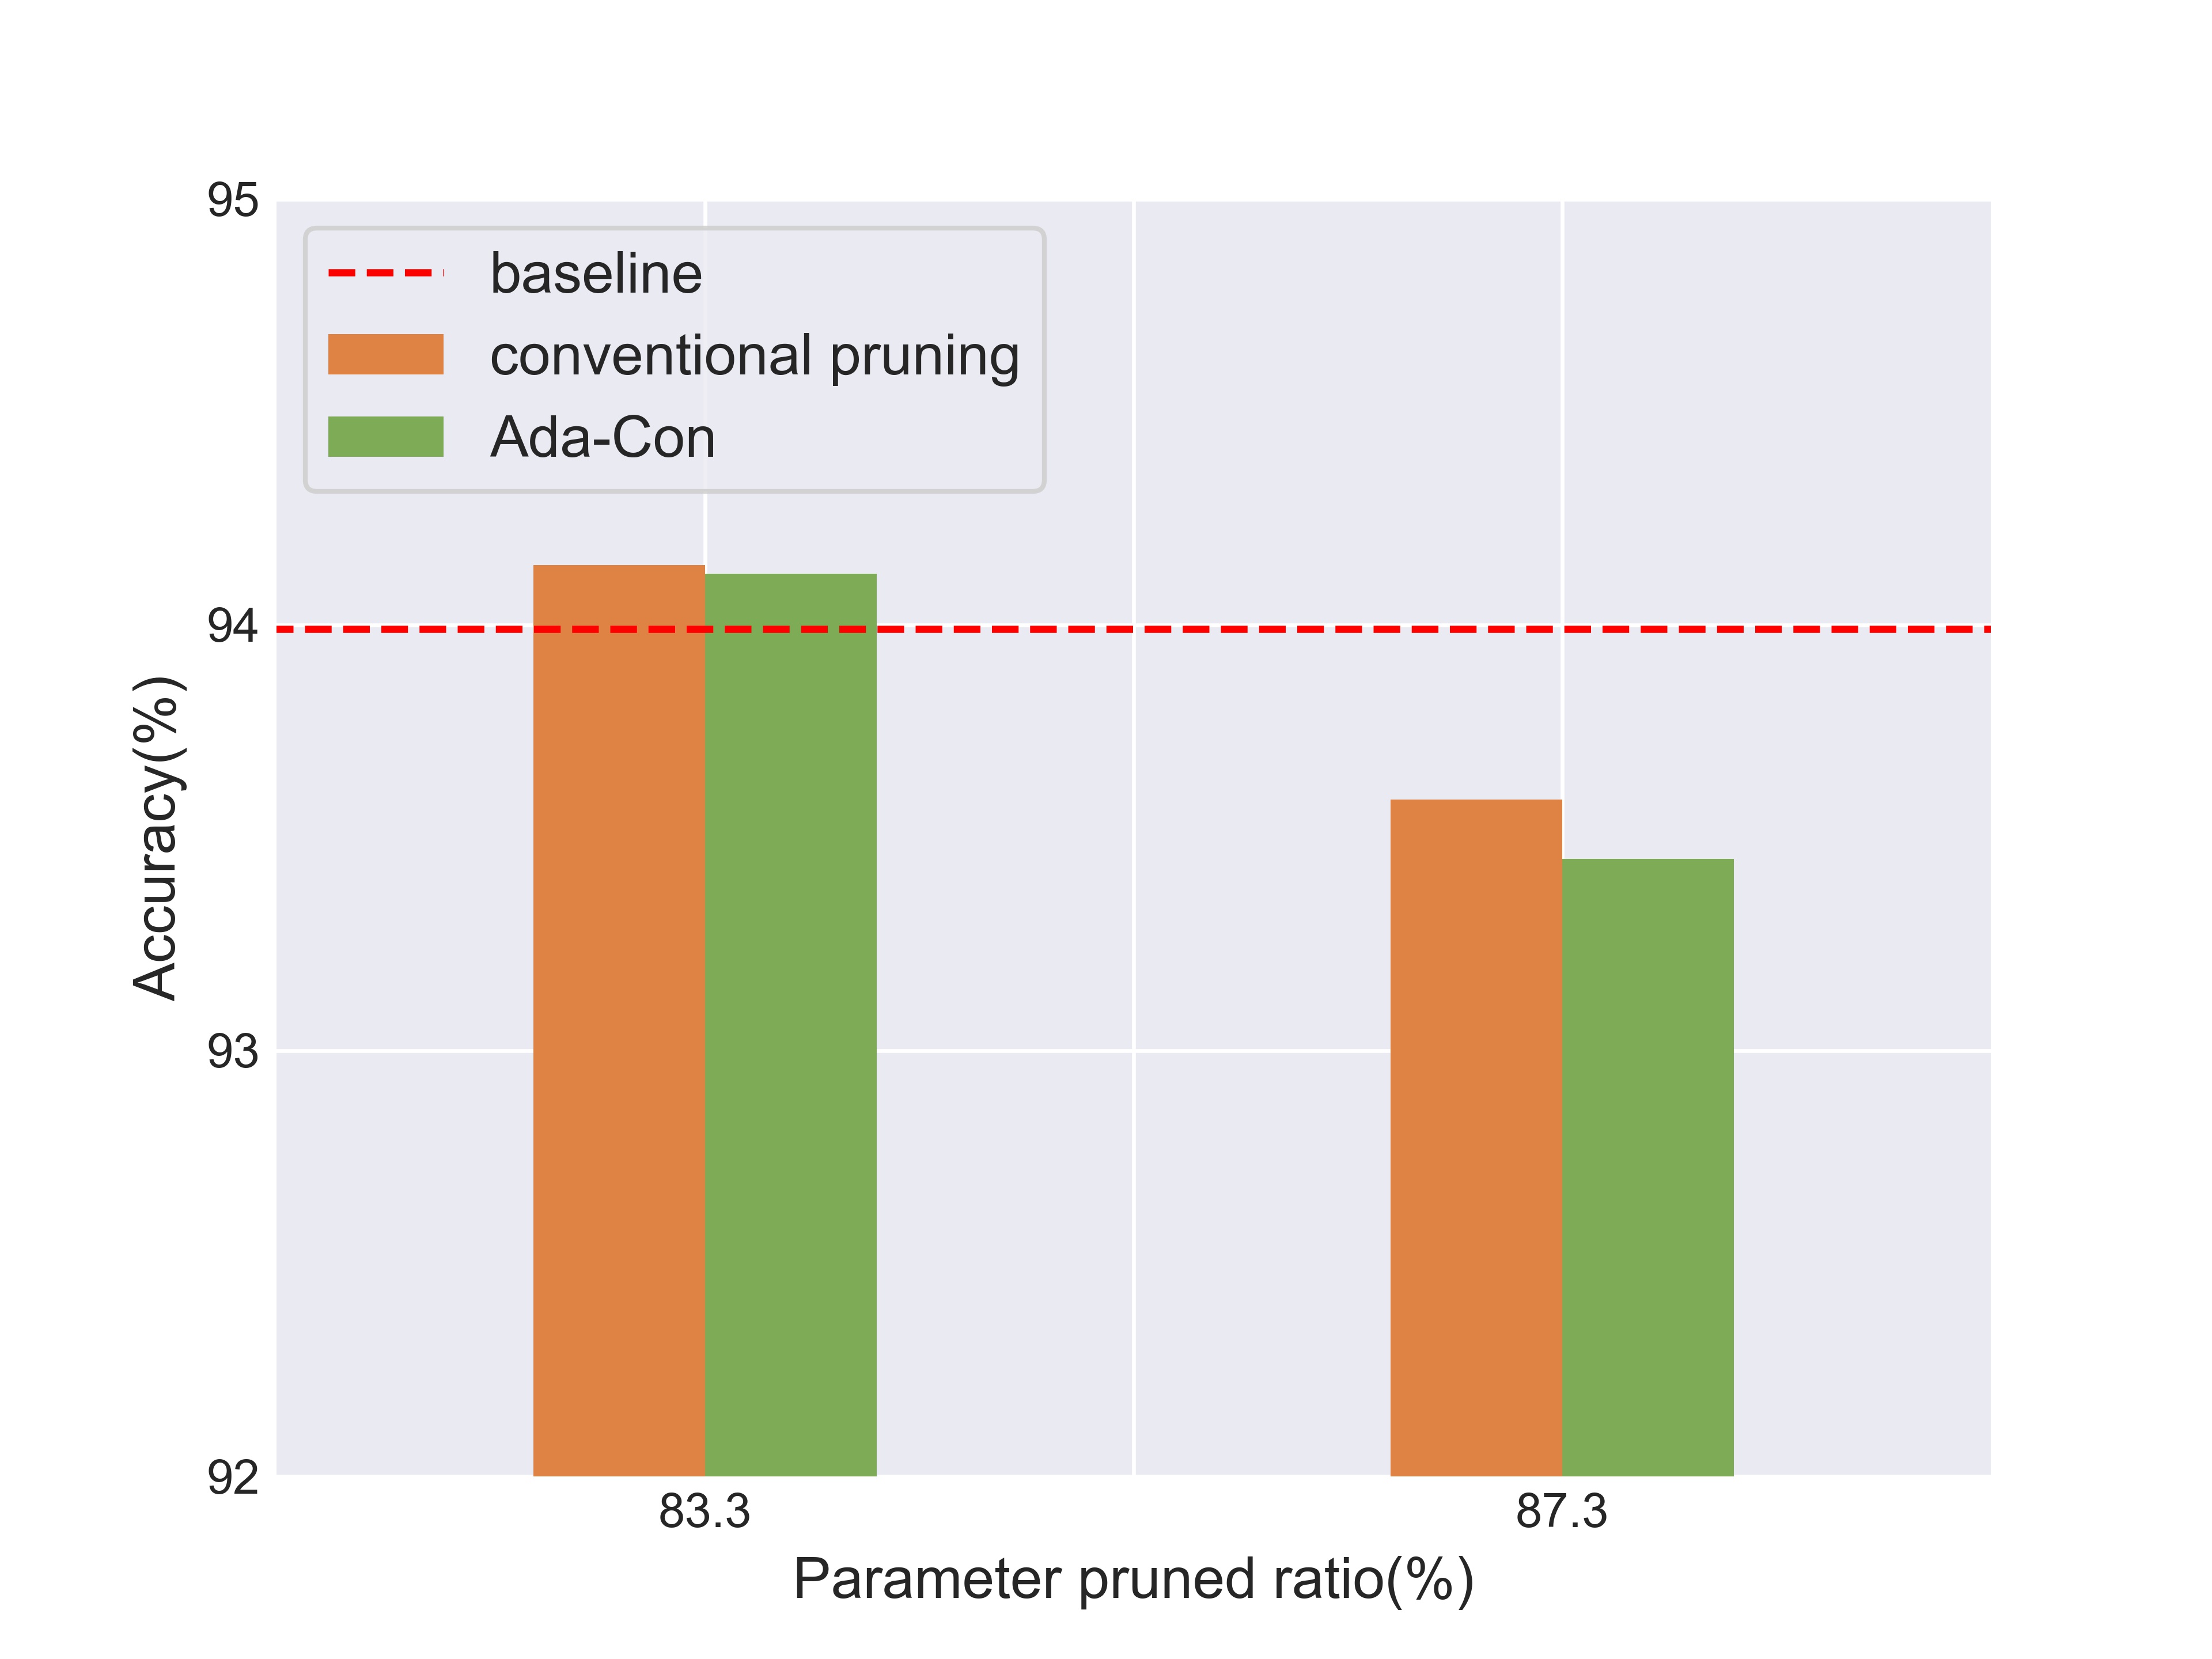 95
baseline
conventional pruning
Ada-Con
94
Accuracy(%)
93
92
83.3
87.3
Parameter pruned ratio(%)